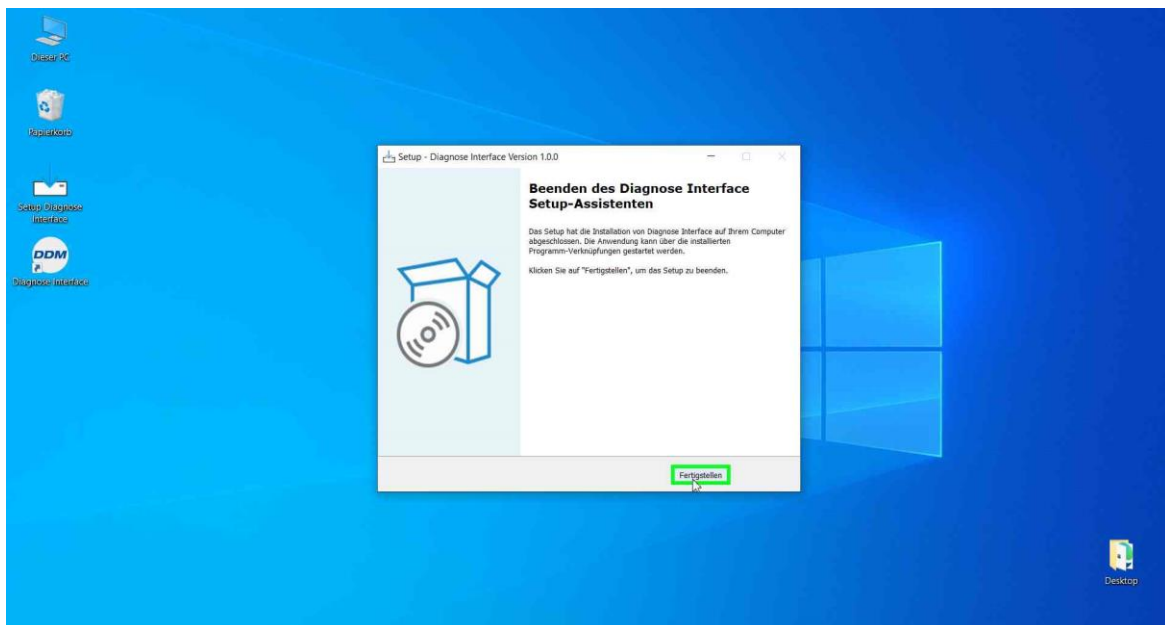 Dieser PC
Papierkorb
Setup Diagnose
Interface
DDM
Diagnose Interface
Setup - Diagnose Interface Version 1.0.0
Beenden des Diagnose Interface
Setup-Assistenten
Das Setup hat die Installation von Diagnose Interface auf Ihrem Computer
abgeschlossen. Die Anwendung kann über die installierten
Programm-Verknüpfungen gestartet werden.
Klicken Sie auf "Fertigstellen", um das Setup zu beenden.
Fertigstellen
Desktop